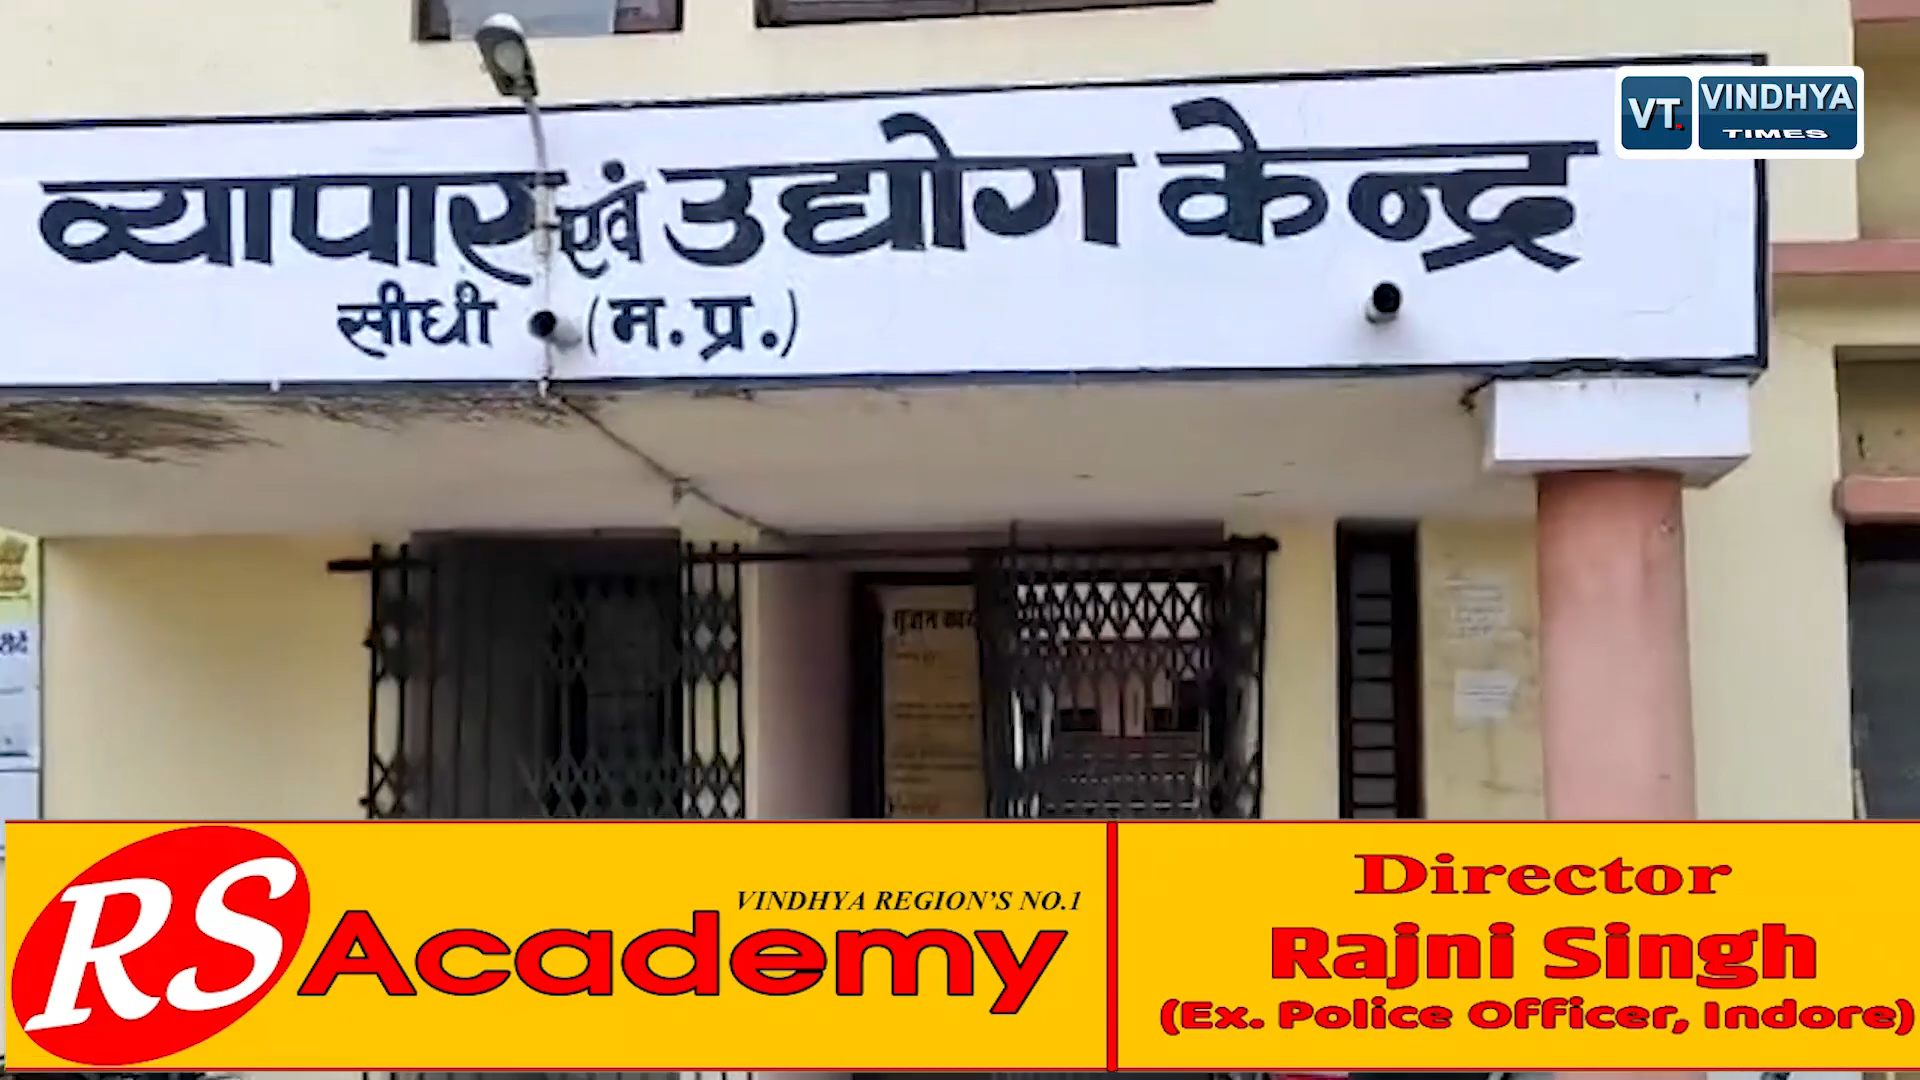 VT. VINDHYA
TIMES
व्यापार एवं उद्योग केन्द्र
सीधी (म.प्र.)
RS Academy
VINDHYA REGION'S NO.1
Director
Rajni Singh
(Ex. Police Officer, Indore)